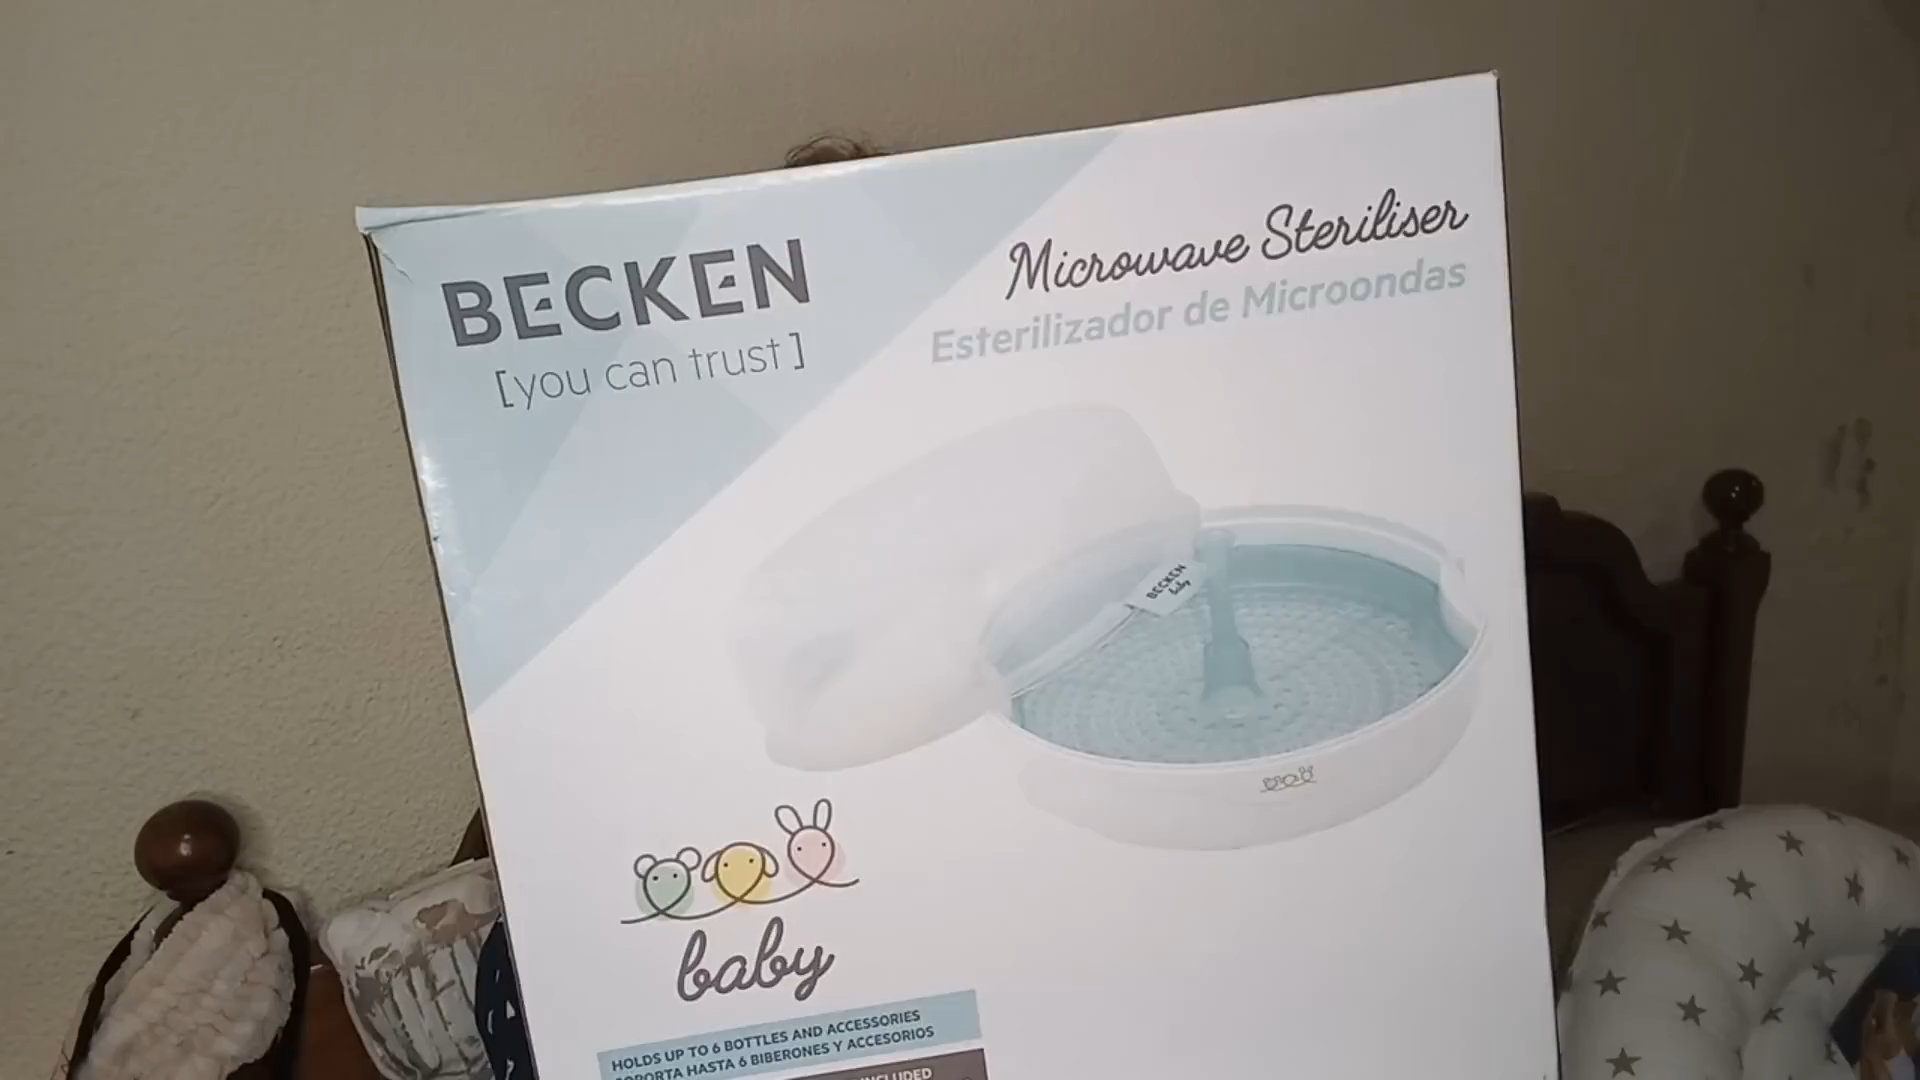 BECKEN
[you can trust]
Microwave Steriliser
Esterilizador de Microondas
BECKEN
baby
baby
HOLDS UP TO 6 BOTTLES AND ACCESSORIES
HASTA 6 BIBERONES Y ACCESORIOS
INCLUDED